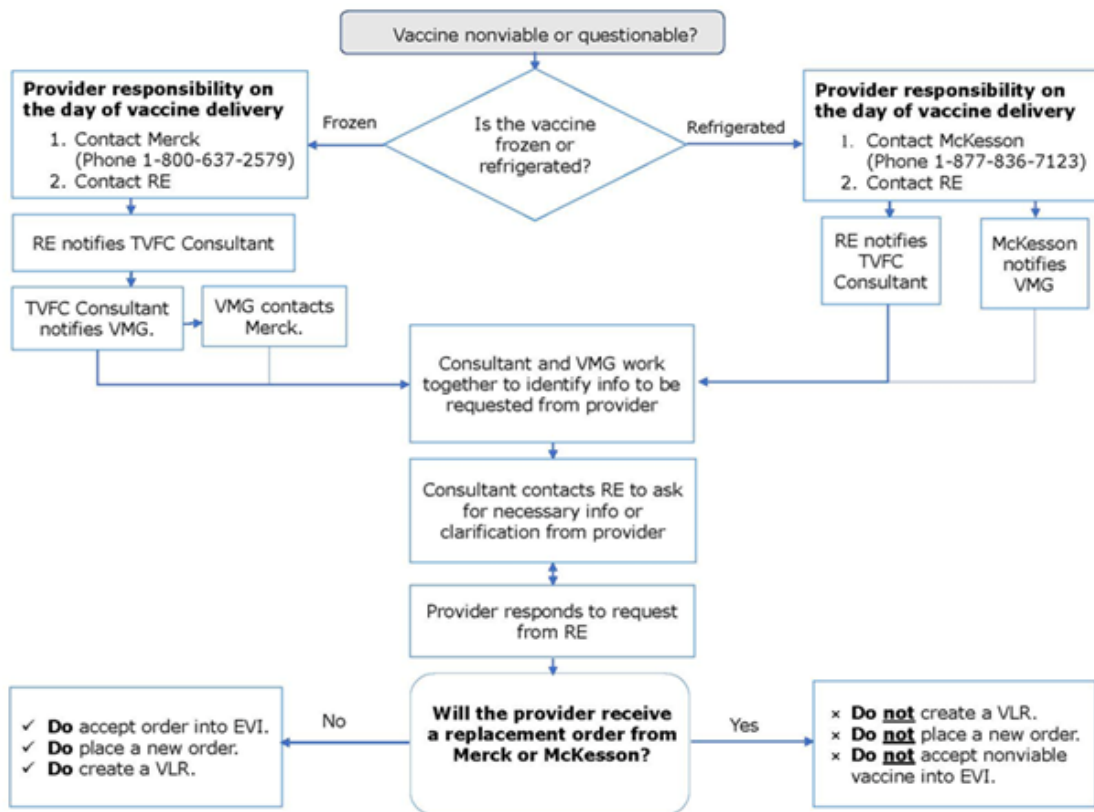 Vaccine nonviable or questionable?
Provider responsibility on
the day of vaccine delivery
1. Contact Merck
(Phone 1-800-637-2579)
2. Contact RE
Frozen
Is the vaccine
frozen or
refrigerated?
Refrigerated
Provider responsibility on
the day of vaccine delivery
1. Contact McKesson
(Phone 1-877-836-7123)
2. Contact RE
RE notifies TVFC Consultant
TVFC Consultant
notifies VMG.
VMG contacts
Merck.
RE notifies
TVFC
Consultant
McKesson
notifies
VMG
Consultant and VMG work
together to identify info to be
requested from provider
Consultant contacts RE to ask
for necessary info or
clarification from provider
Provider responds to request
from RE
Will the provider receive
a replacement order from
Merck or McKesson?
No
✓ Do accept order into EVI.
✓ Do place a new order.
✓ Do create a VLR.
Yes
× Do not create a VLR.
× Do not place a new order.
× Do not accept nonviable
vaccine into EVI.